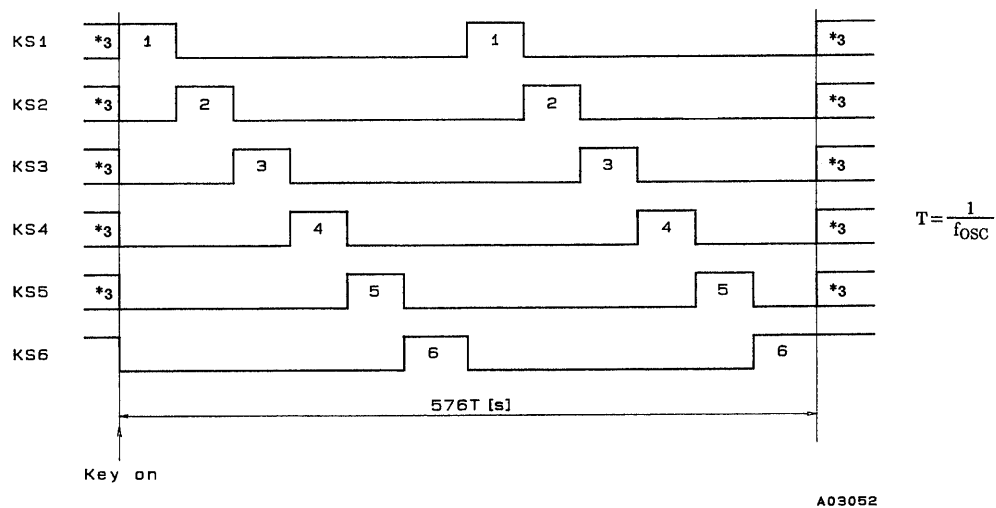 KS1 *3 1 1 *3
KS2 *3 2 2 *3
KS3 *3 3 3 *3
KS4 *3 4 4 *3
T=1/fOSC
KS5 *3 5 5 *3
KS6 6 6
576T [s]
Key on
A03052